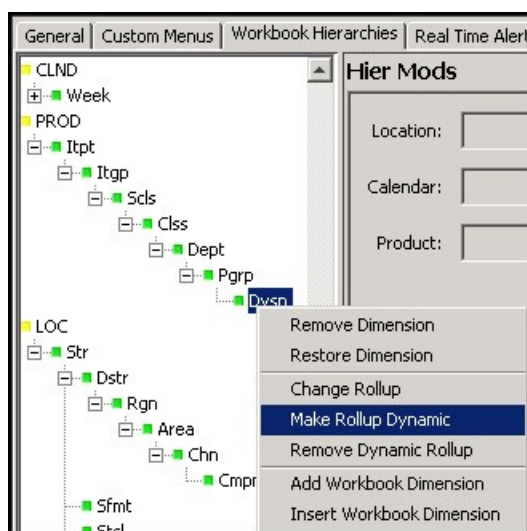 General Custom Menus Workbook Hierarchies Real Time Alert
CLND
Week
PROD
Itpt
Itgp
Scls
Clss
Dept
Pgrp
Dvsn
LOC
Str
Dstr
Rgn
Area
Chn
Cmpr
Sfmt
Hier Mods
Location:
Calendar:
Product:
Remove Dimension
Restore Dimension
Change Rollup
Make Rollup Dynamic
Remove Dynamic Rollup
Add Workbook Dimension
Insert Workbook Dimension